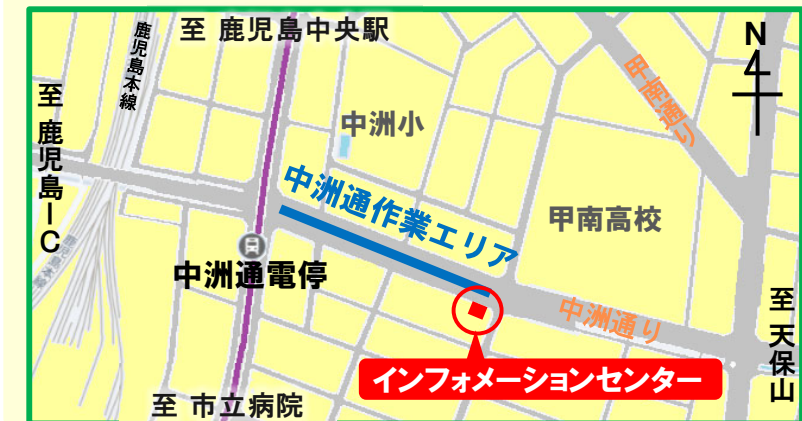 至 鹿児島中央駅
鹿児島本線
N
至 鹿児島IC
甲南通り
中洲小
中洲通作業エリア
甲南高校
中洲通電停
中洲通り
至 天保山
インフォメーションセンター
至 市立病院